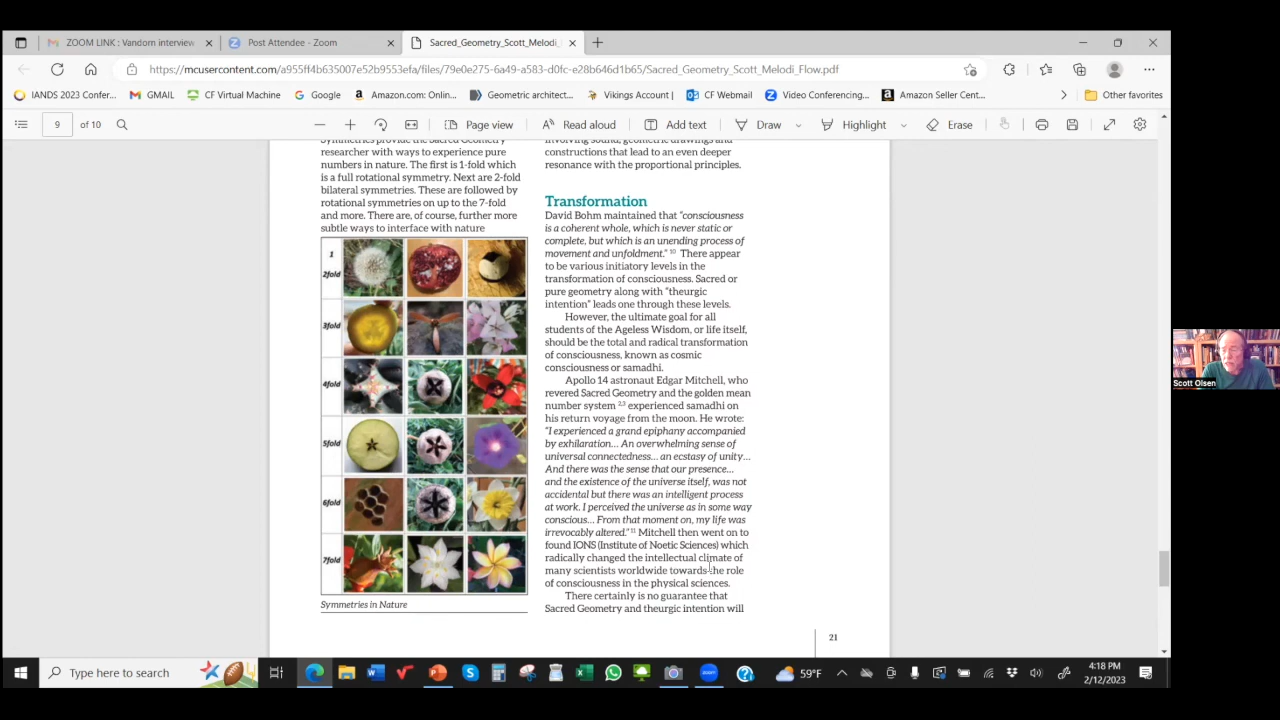 ZOOM LINK : Vandom interview
Post Attendee - Zoom
Sacred_Geometry_Scott_Melodi_
https://mcusercontent.com/a955ff4b635007e52b9553efa/files/79e0e275-6a49-a583-d0fc-e28b646d1b65/Sacred_Geometry_Scott_Melodi_Flow.pdf
IANDS 2023 Confer...
GMAIL
CF Virtual Machine
Google
Amazon.com: Onlin...
Geometric architect...
Vikings Account |
CF Webmail
Video Conferencing...
Amazon Seller Cent...
Other favorites
9 of 10
Page view
Read aloud
Add text
Draw
Highlight
Erase
Symmetries provide the Sacred Geometry
researcher with ways to experience pure
numbers in nature. The first is 1-fold which
is a full rotational symmetry. Next are 2-fold
bilateral symmetries. These are followed by
rotational symmetries on up to the 7-fold
and more. There are, of course, further more
subtle ways to interface with nature
1
2fold
3fold
4fold
5fold
6fold
7fold
Symmetries in Nature
involving sound, geometric drawings and
constructions that lead to an even deeper
resonance with the proportional principles.
Transformation
David Bohm maintained that "consciousness
is a coherent whole, which is never static or
complete, but which is an unending process of
movement and unfoldment." 10 There appear
to be various initiatory levels in the
transformation of consciousness. Sacred or
pure geometry along with "theurgic
intention" leads one through these levels.
However, the ultimate goal for all
students of the Ageless Wisdom, or life itself,
should be the total and radical transformation
of consciousness, known as cosmic
consciousness or samadhi.
Apollo 14 astronaut Edgar Mitchell, who
revered Sacred Geometry and the golden mean
number system 2,3 experienced samadhi on
his return voyage from the moon. He wrote:
"I experienced a grand epiphany accompanied
by exhilaration... An overwhelming sense of
universal connectedness... an ecstasy of unity...
And there was the sense that our presence...
and the existence of the universe itself, was not
accidental but there was an intelligent process
at work. I perceived the universe as in some way
conscious... From that moment on, my life was
irrevocably altered." 11 Mitchell then went on to
found IONS (Institute of Noetic Sciences) which
radically changed the intellectual climate of
many scientists worldwide towards the role
of consciousness in the physical sciences.
There certainly is no guarantee that
Sacred Geometry and theurgic intention will
21
Scott Olsen
Type here to search
59°F
4:18 PM
2/12/2023